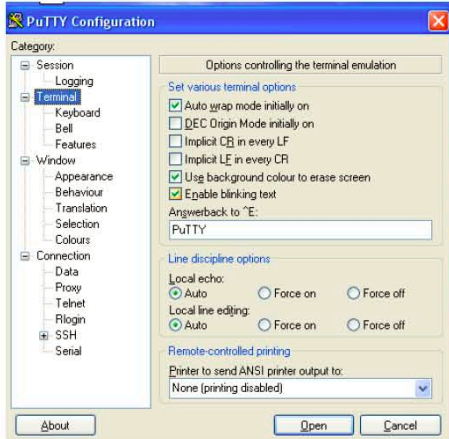 PuTTY Configuration
Category:
Session
Logging
Terminal
Keyboard
Bell
Features
Window
Appearance
Behaviour
Translation
Selection
Colours
Connection
Data
Proxy
Telnet
Rlogin
SSH
Serial
Options controlling the terminal emulation
Set various terminal options
Auto wrap mode initially on
DEC Origin Mode initially on
Implicit CR in every LF
Implicit LF in every CR
Use background colour to erase screen
Enable blinking text
Answerback to ^E:
PuTTY
Line discipline options
Local echo:
Auto Force on Force off
Local line editing:
Auto Force on Force off
Remote-controlled printing
Printer to send ANSI printer output to:
None (printing disabled)
About Open Cancel